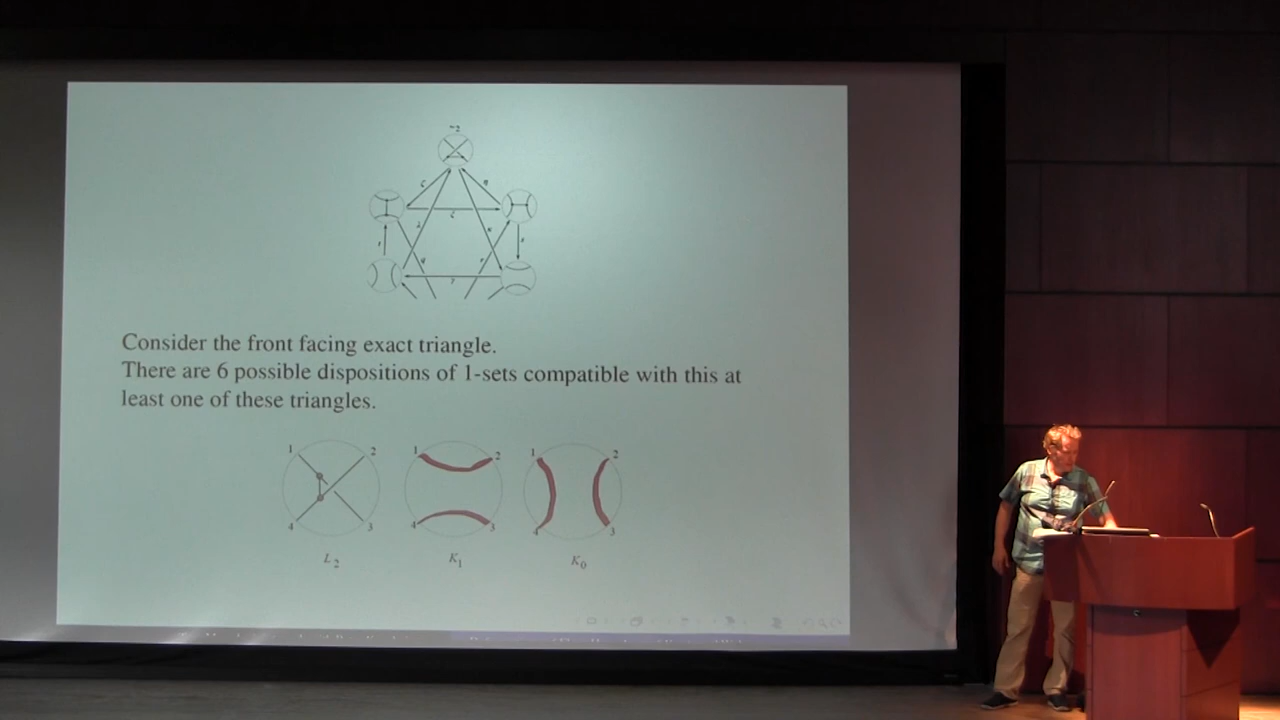 Consider the front facing exact triangle.
There are 6 possible dispositions of 1-sets compatible with this at
least one of these triangles.
1 2 1 2 1 2
4 3 4 3 4 3
L2 K1 K0